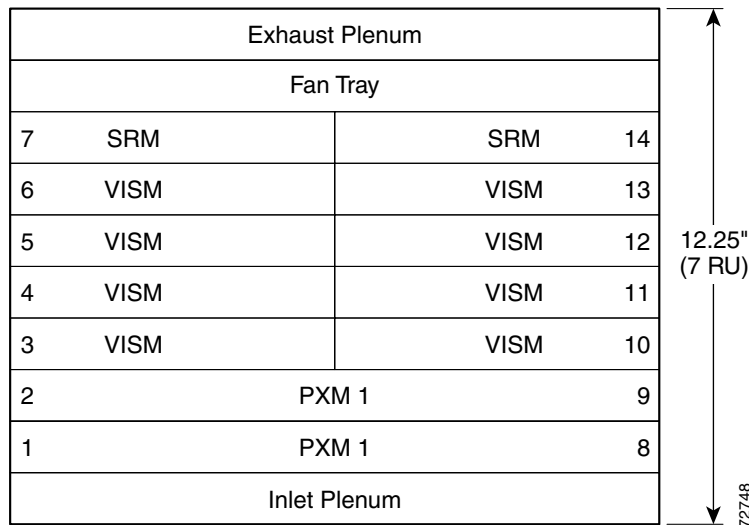 Exhaust Plenum
Fan Tray
7 SRM SRM 14
6 VISM VISM 13
5 VISM VISM 12
4 VISM VISM 11
3 VISM VISM 10
2 PXM 1 9
1 PXM 1 8
Inlet Plenum
12.25"
(7 RU)
72748